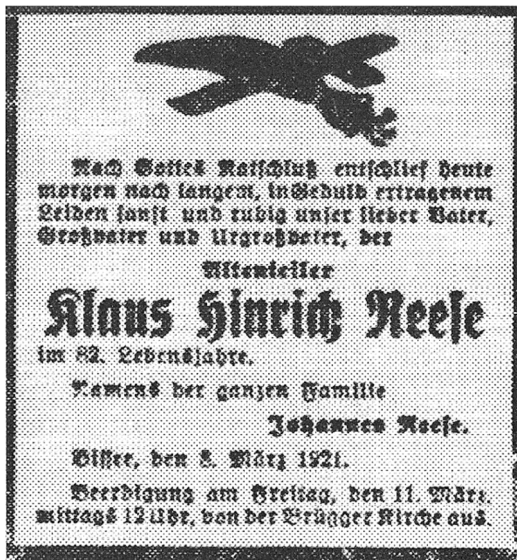 Nach Gottes Ratschluß entschlief heute
morgen nach langem, in Geduld ertragenem
Leiden sanft und ruhig unser lieber Vater,
Großvater und Urgroßvater, der
Altenteiler
Klaus Hinrich Reese
im 82. Lebensjahre.
Namens der ganzen Familie
Johannes Reese.
Bissee, den 8. März 1921.
Beerdigung am Freitag, den 11. März,
mittags 12 Uhr, von der Brügger Kirche aus.